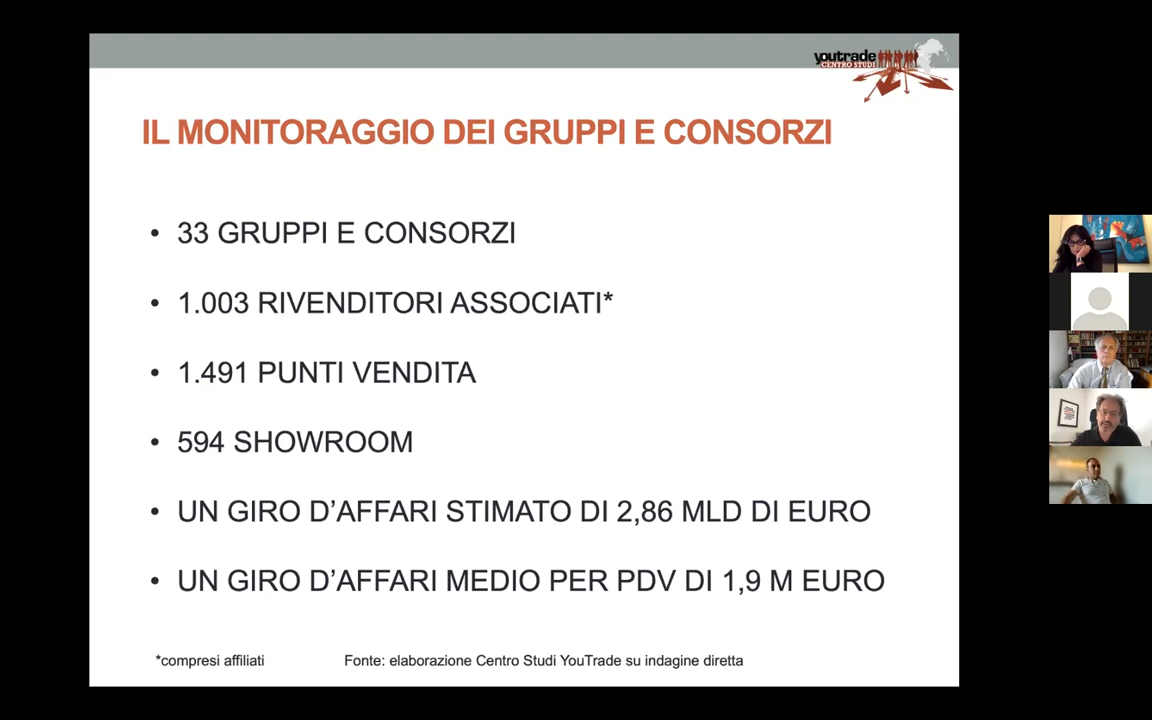 youtrade
CENTRO STUDI
IL MONITORAGGIO DEI GRUPPI E CONSORZI
• 33 GRUPPI E CONSORZI
• 1.003 RIVENDITORI ASSOCIATI*
• 1.491 PUNTI VENDITA
• 594 SHOWROOM
• UN GIRO D’AFFARI STIMATO DI 2,86 MLD DI EURO
• UN GIRO D’AFFARI MEDIO PER PDV DI 1,9 M EURO
*compresi affiliati Fonte: elaborazione Centro Studi YouTrade su indagine diretta